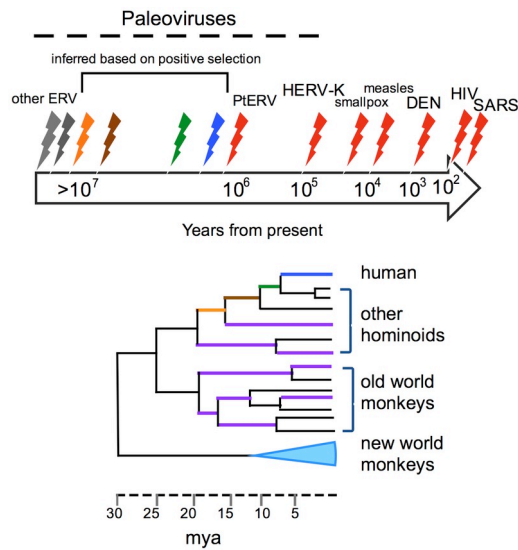 Paleoviruses
inferred based on positive selection
other ERV
PtERV
HERV-K
smallpox
measles
DEN
HIV
SARS
>10⁷ 10⁶ 10⁵ 10⁴ 10³ 10²
Years from present
human
other
hominoids
old world
monkeys
new world
monkeys
30 25 20 15 10 5
mya